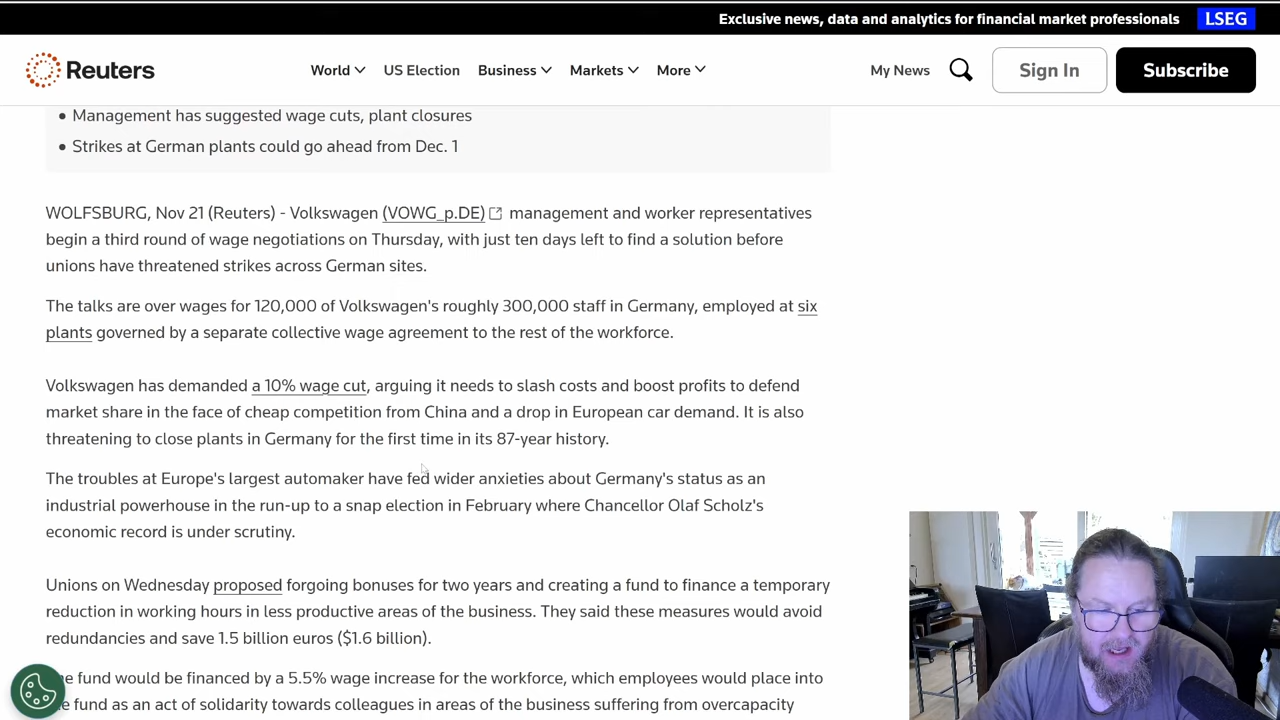 Exclusive news, data and analytics for financial market professionals LSEG
Reuters World US Election Business Markets More My News Sign In Subscribe
• Management has suggested wage cuts, plant closures
• Strikes at German plants could go ahead from Dec. 1
WOLFSBURG, Nov 21 (Reuters) - Volkswagen (VOWG_p.DE) management and worker representatives
begin a third round of wage negotiations on Thursday, with just ten days left to find a solution before
unions have threatened strikes across German sites.
The talks are over wages for 120,000 of Volkswagen's roughly 300,000 staff in Germany, employed at six
plants governed by a separate collective wage agreement to the rest of the workforce.
Volkswagen has demanded a 10% wage cut, arguing it needs to slash costs and boost profits to defend
market share in the face of cheap competition from China and a drop in European car demand. It is also
threatening to close plants in Germany for the first time in its 87-year history.
The troubles at Europe's largest automaker have fed wider anxieties about Germany's status as an
industrial powerhouse in the run-up to a snap election in February where Chancellor Olaf Scholz's
economic record is under scrutiny.
Unions on Wednesday proposed forgoing bonuses for two years and creating a fund to finance a temporary
reduction in working hours in less productive areas of the business. They said these measures would avoid
redundancies and save 1.5 billion euros ($1.6 billion).
fund would be financed by a 5.5% wage increase for the workforce, which employees would place into
fund as an act of solidarity towards colleagues in areas of the business suffering from overcapacity